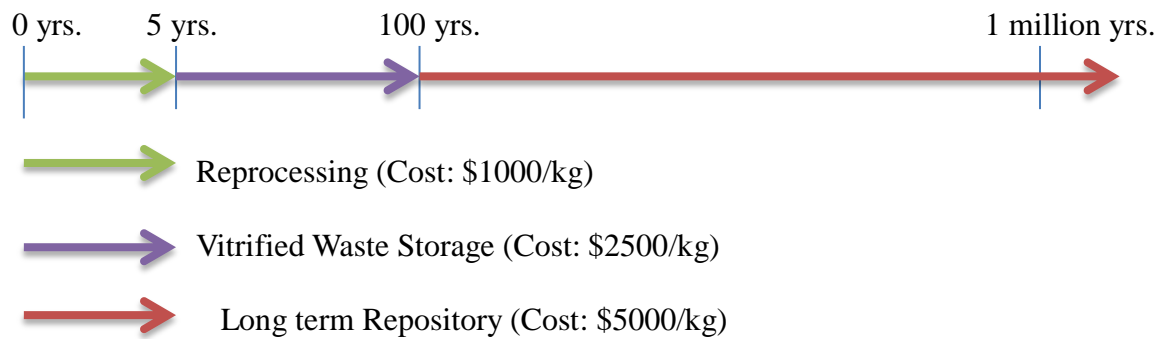 0 yrs. 5 yrs. 100 yrs. 1 million yrs.
Reprocessing (Cost: $1000/kg)
Vitrified Waste Storage (Cost: $2500/kg)
Long term Repository (Cost: $5000/kg)